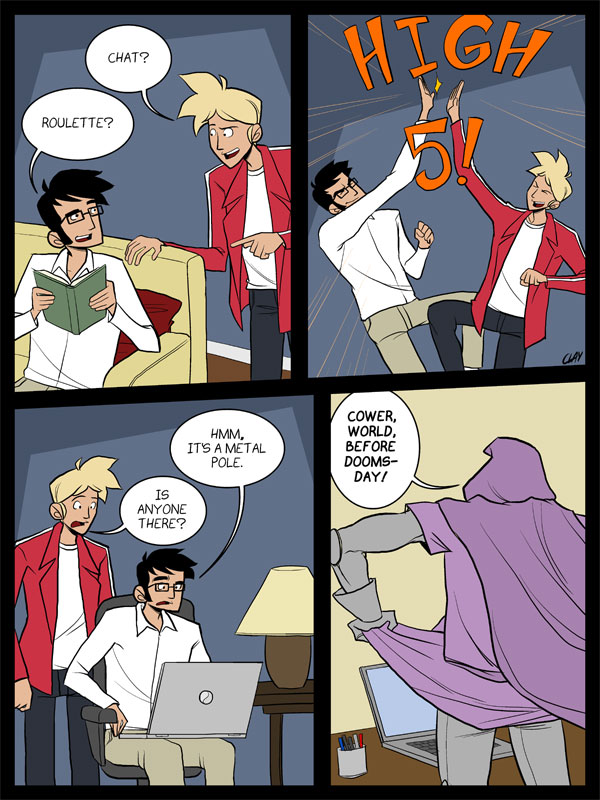 CHAT?
ROULETTE?
HIGH
5!
CLAY
HMM,
IT'S A METAL
POLE.
IS
ANYONE
THERE?
COWER,
WORLD,
BEFORE
DOOMS-
DAY!